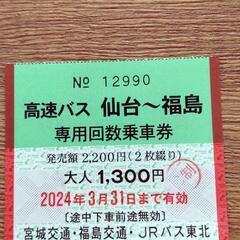 № 12990
高速バス 仙台～福島
専用回数乗車券
発売額 2,200円(2枚綴り)
大人 1,300円
2024年3月31日まで有効
〔途中下車前途無効〕
宮城交通・福島交通・JRバス東北